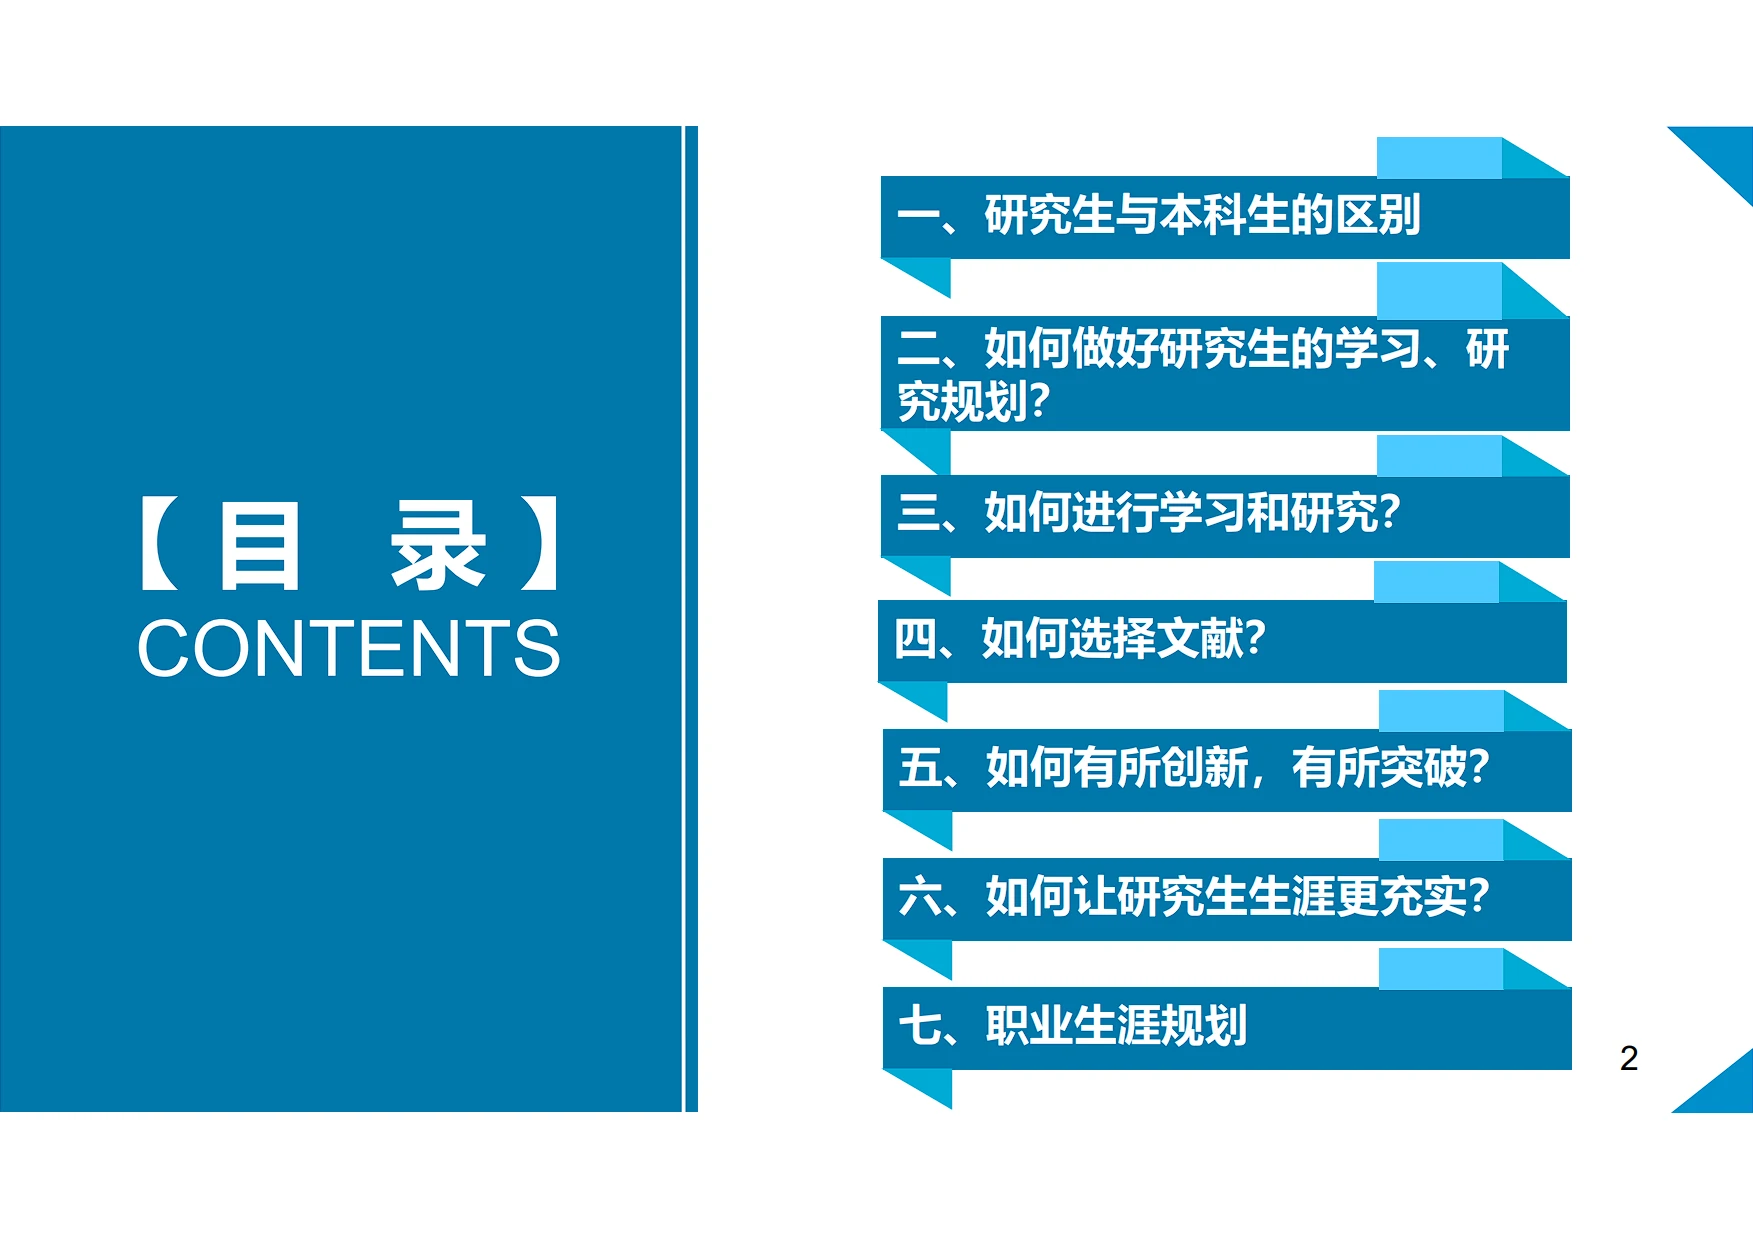 【目 录】
CONTENTS
一、研究生与本科生的区别
二、如何做好研究生的学习、研
究规划?
三、如何进行学习和研究?
四、如何选择文献?
五、如何有所创新，有所突破?
六、如何让研究生生涯更充实?
七、职业生涯规划
2